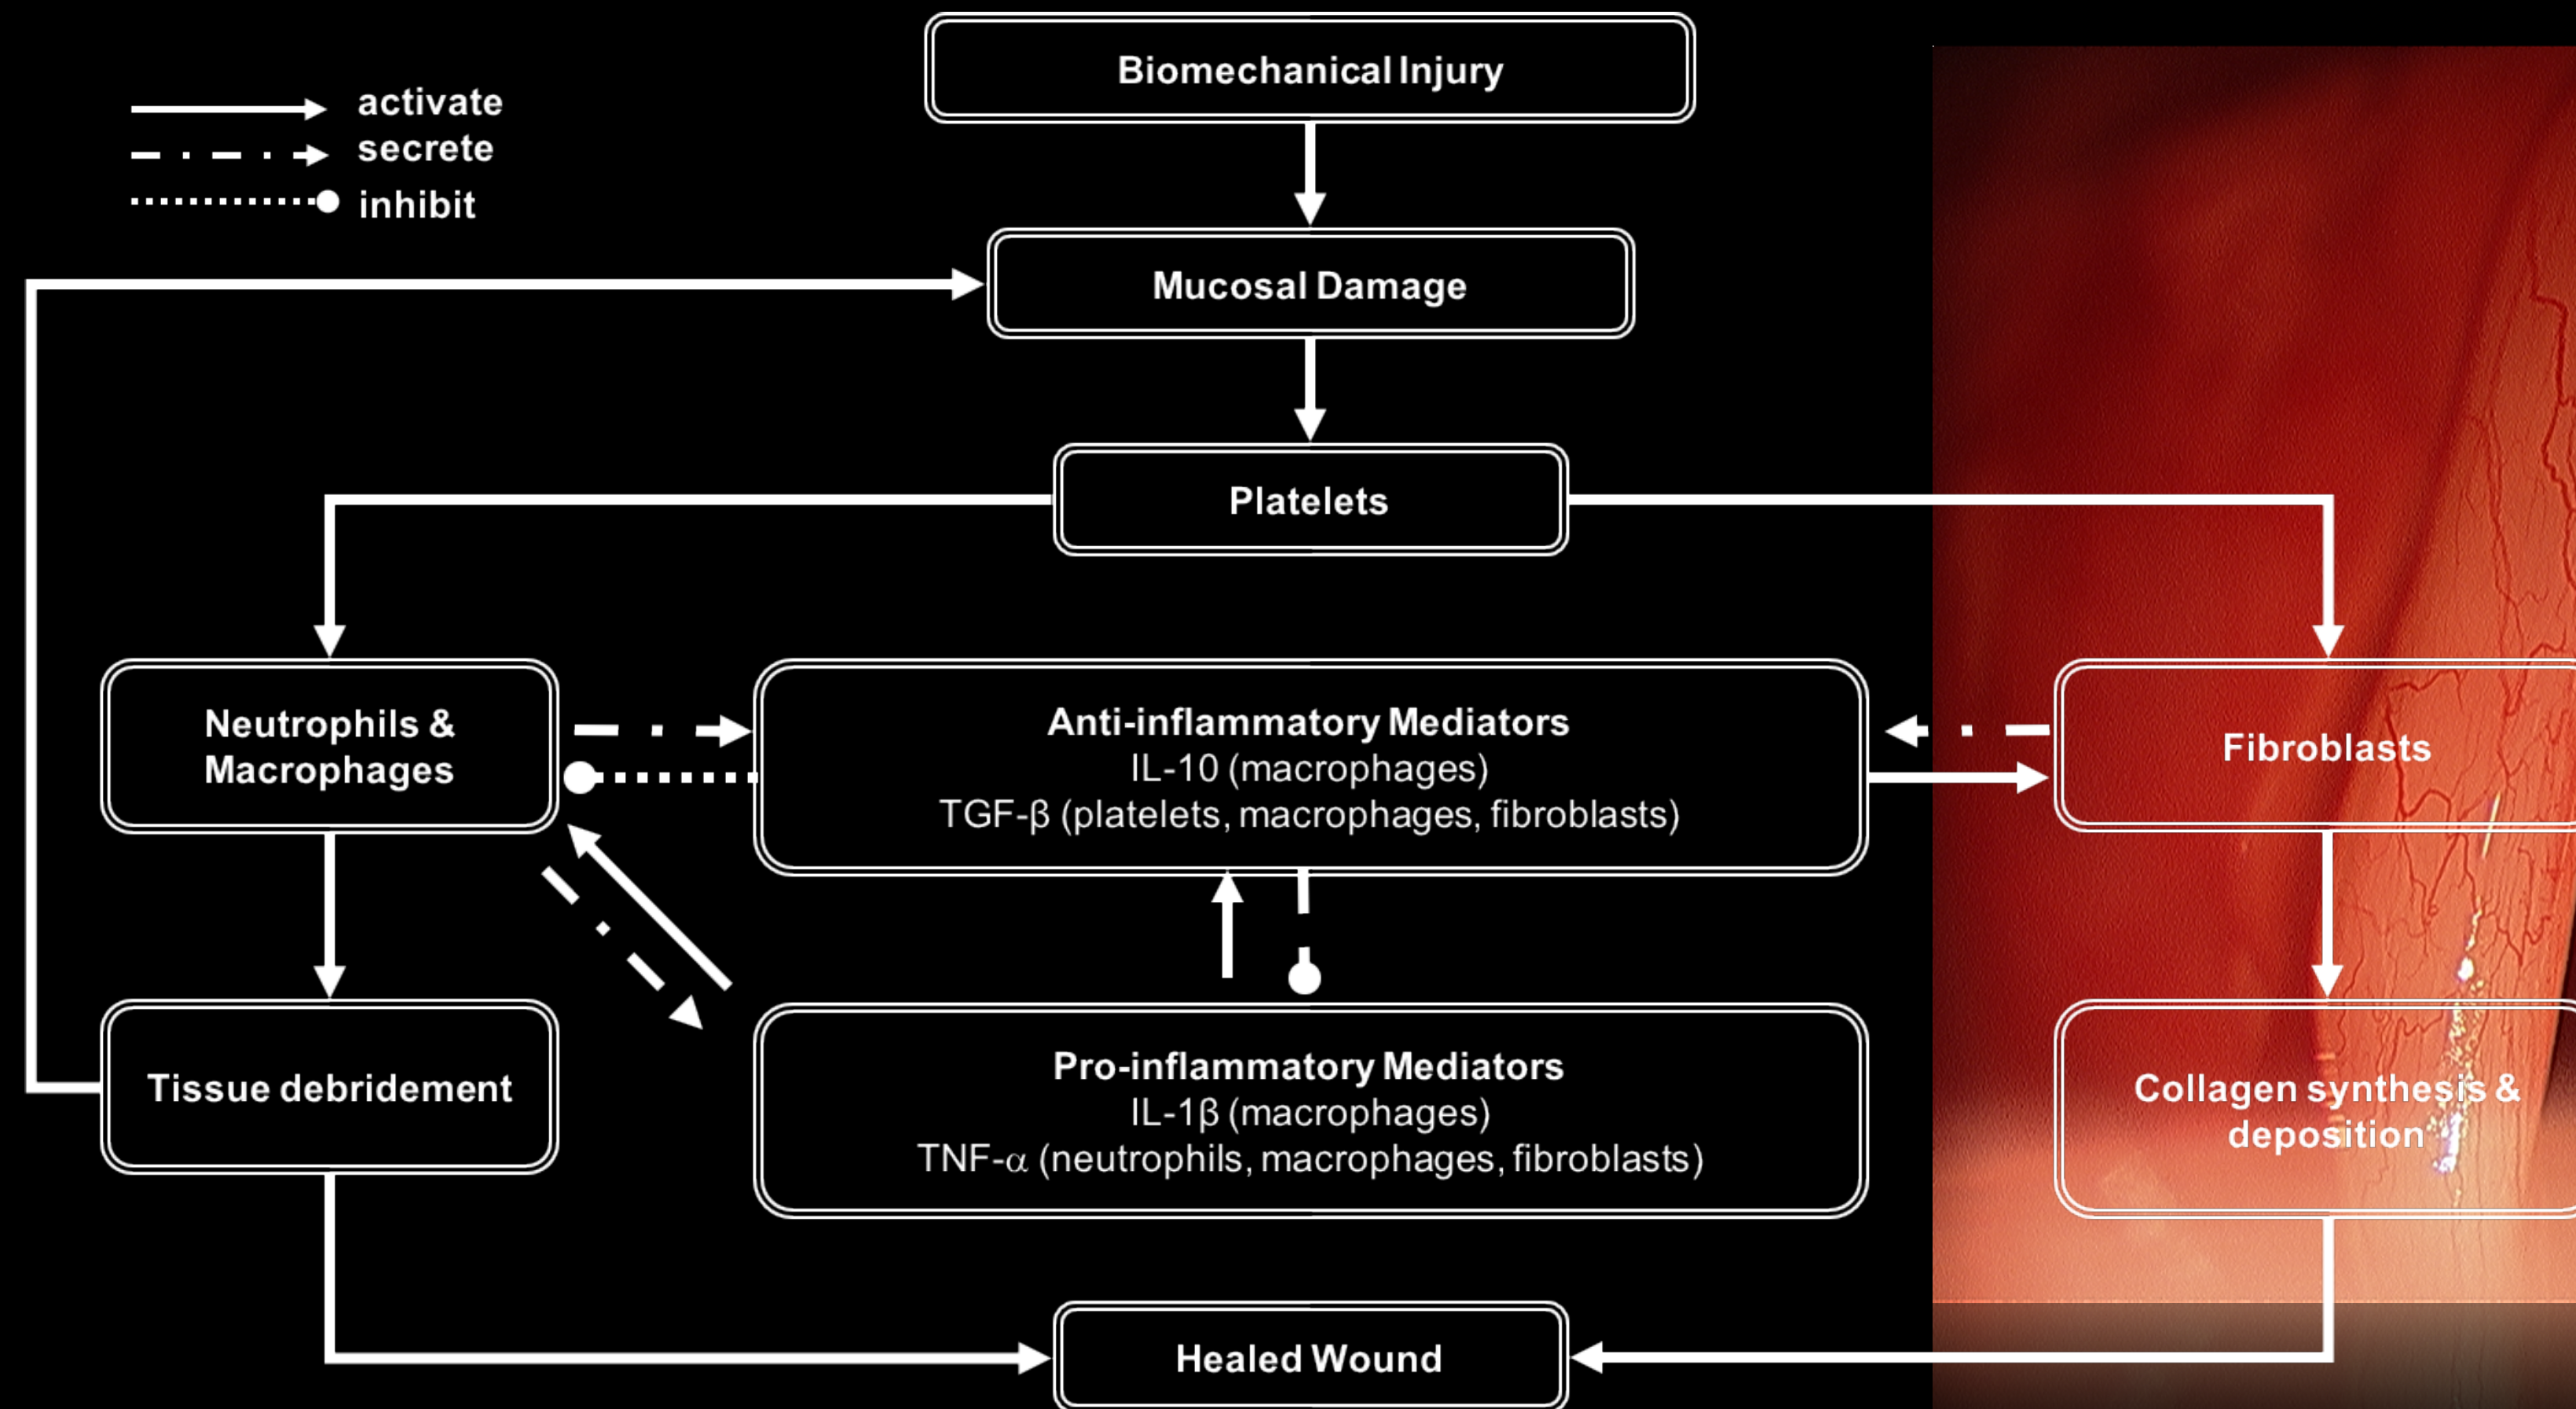 activate
secrete
inhibit
Biomechanical Injury
Mucosal Damage
Platelets
Neutrophils &
Macrophages
Anti-inflammatory Mediators
IL-10 (macrophages)
TGF-β (platelets, macrophages, fibroblasts)
Fibroblasts
Tissue debridement
Pro-inflammatory Mediators
IL-1β (macrophages)
TNF-α (neutrophils, macrophages, fibroblasts)
Collagen synthesis &
deposition
Healed Wound